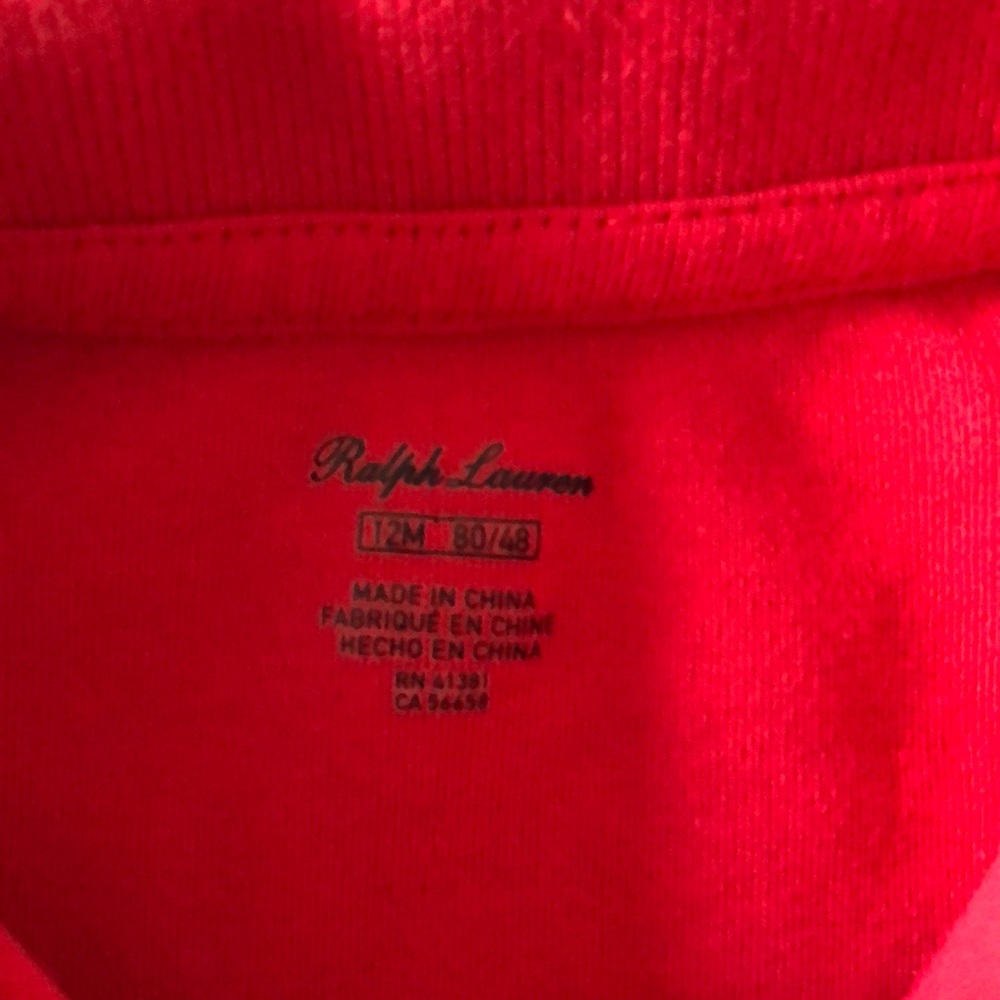 Ralph Lauren
12M 80/48
MADE IN CHINA
FABRIQUÉ EN CHINE
HECHO EN CHINA
RN 41381
CA 56658